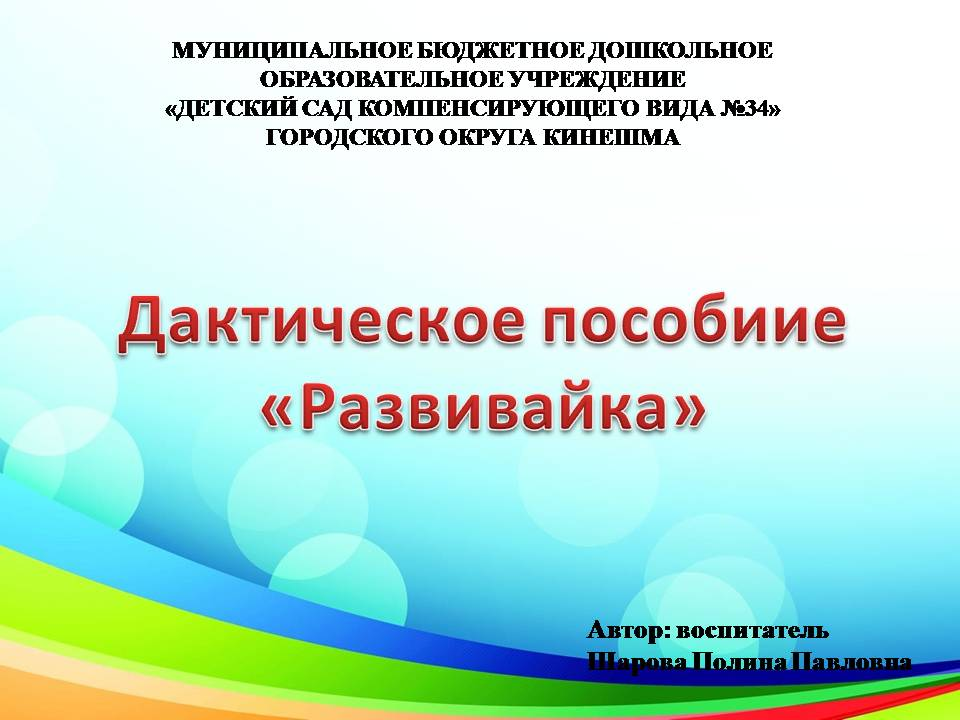 МУНИЦИПАЛЬНОЕ БЮДЖЕТНОЕ ДОШКОЛЬНОЕ
ОБРАЗОВАТЕЛЬНОЕ УЧРЕЖДЕНИЕ
«ДЕТСКИЙ САД КОМПЕНСИРУЮЩЕГО ВИДА №34»
ГОРОДСКОГО ОКРУГА КИНЕШМА
Дактическое пособиие
«Развивайка»
Автор: воспитатель
Шарова Полина Павловна